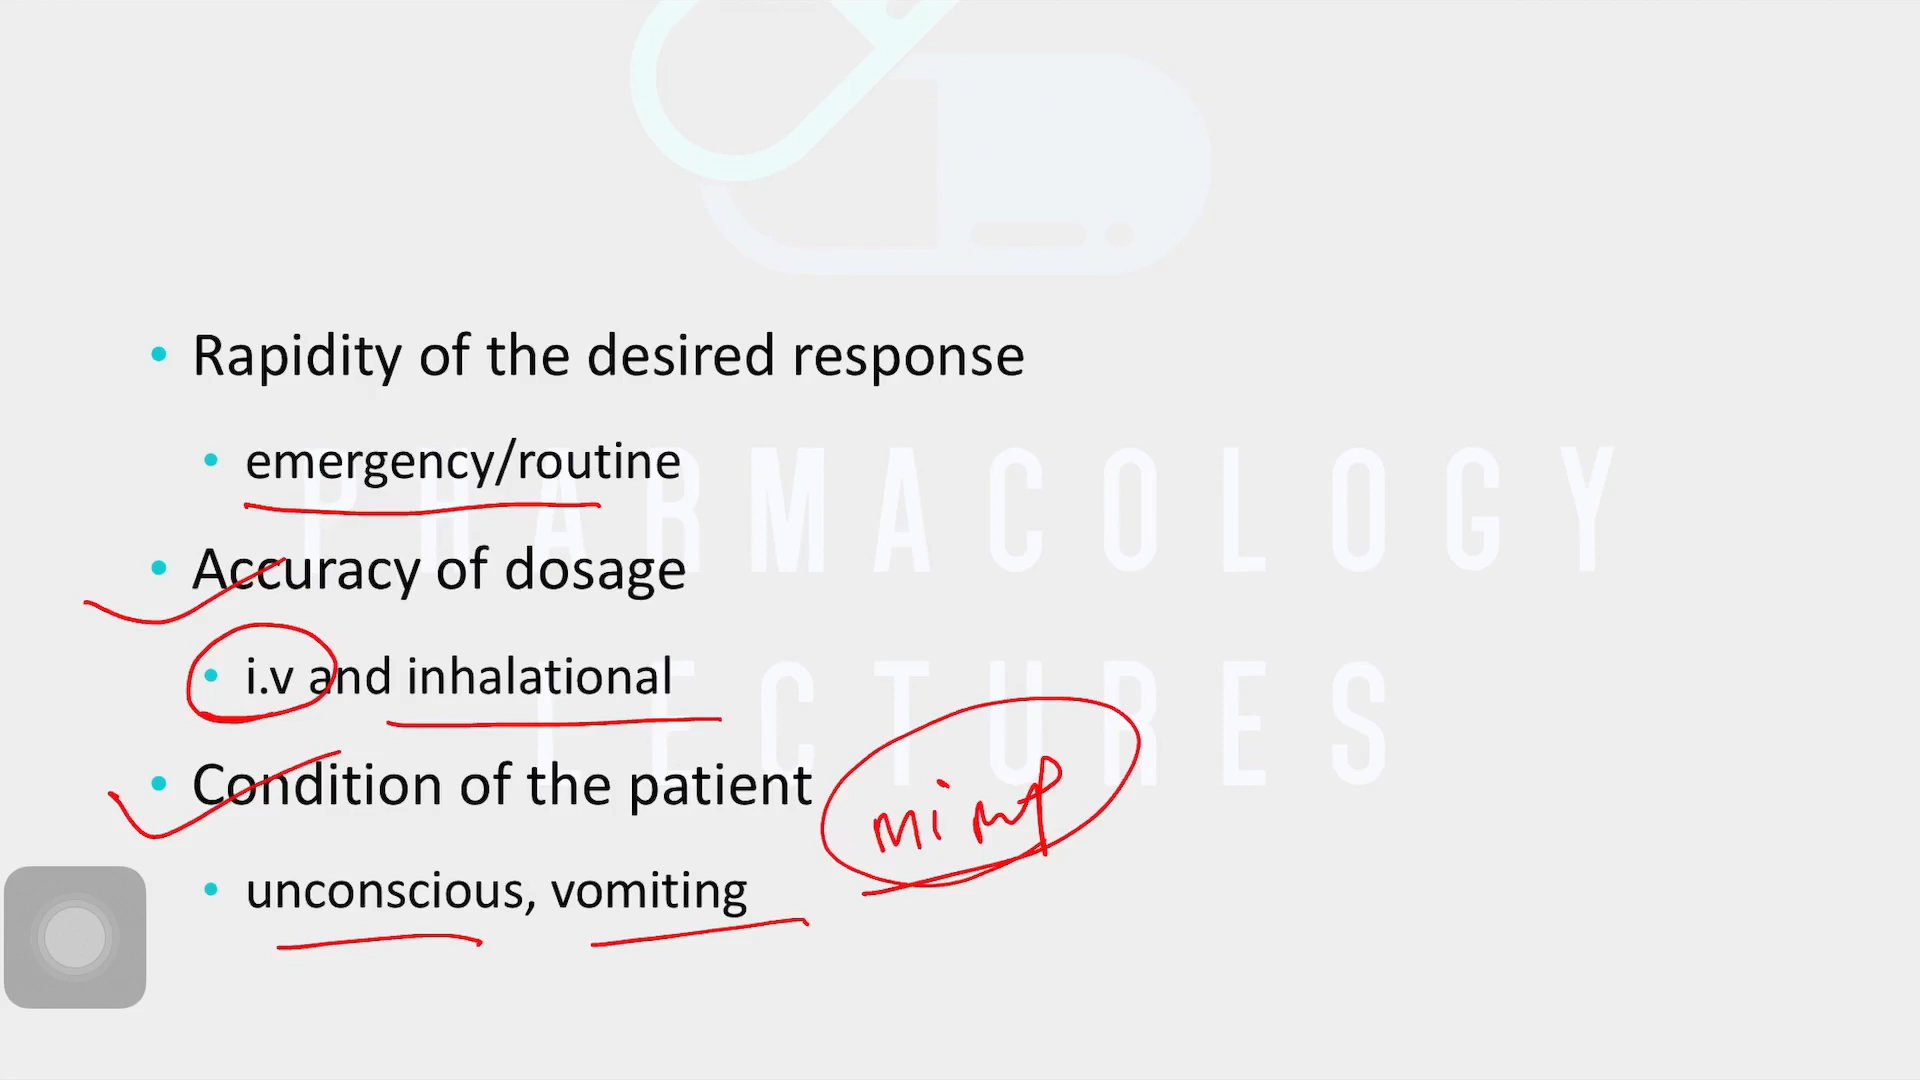 Rapidity of the desired response
emergency/routine
Accuracy of dosage
i.v and inhalational
Condition of the patient
unconscious, vomiting
PHARMACOLOGY
LECTURES